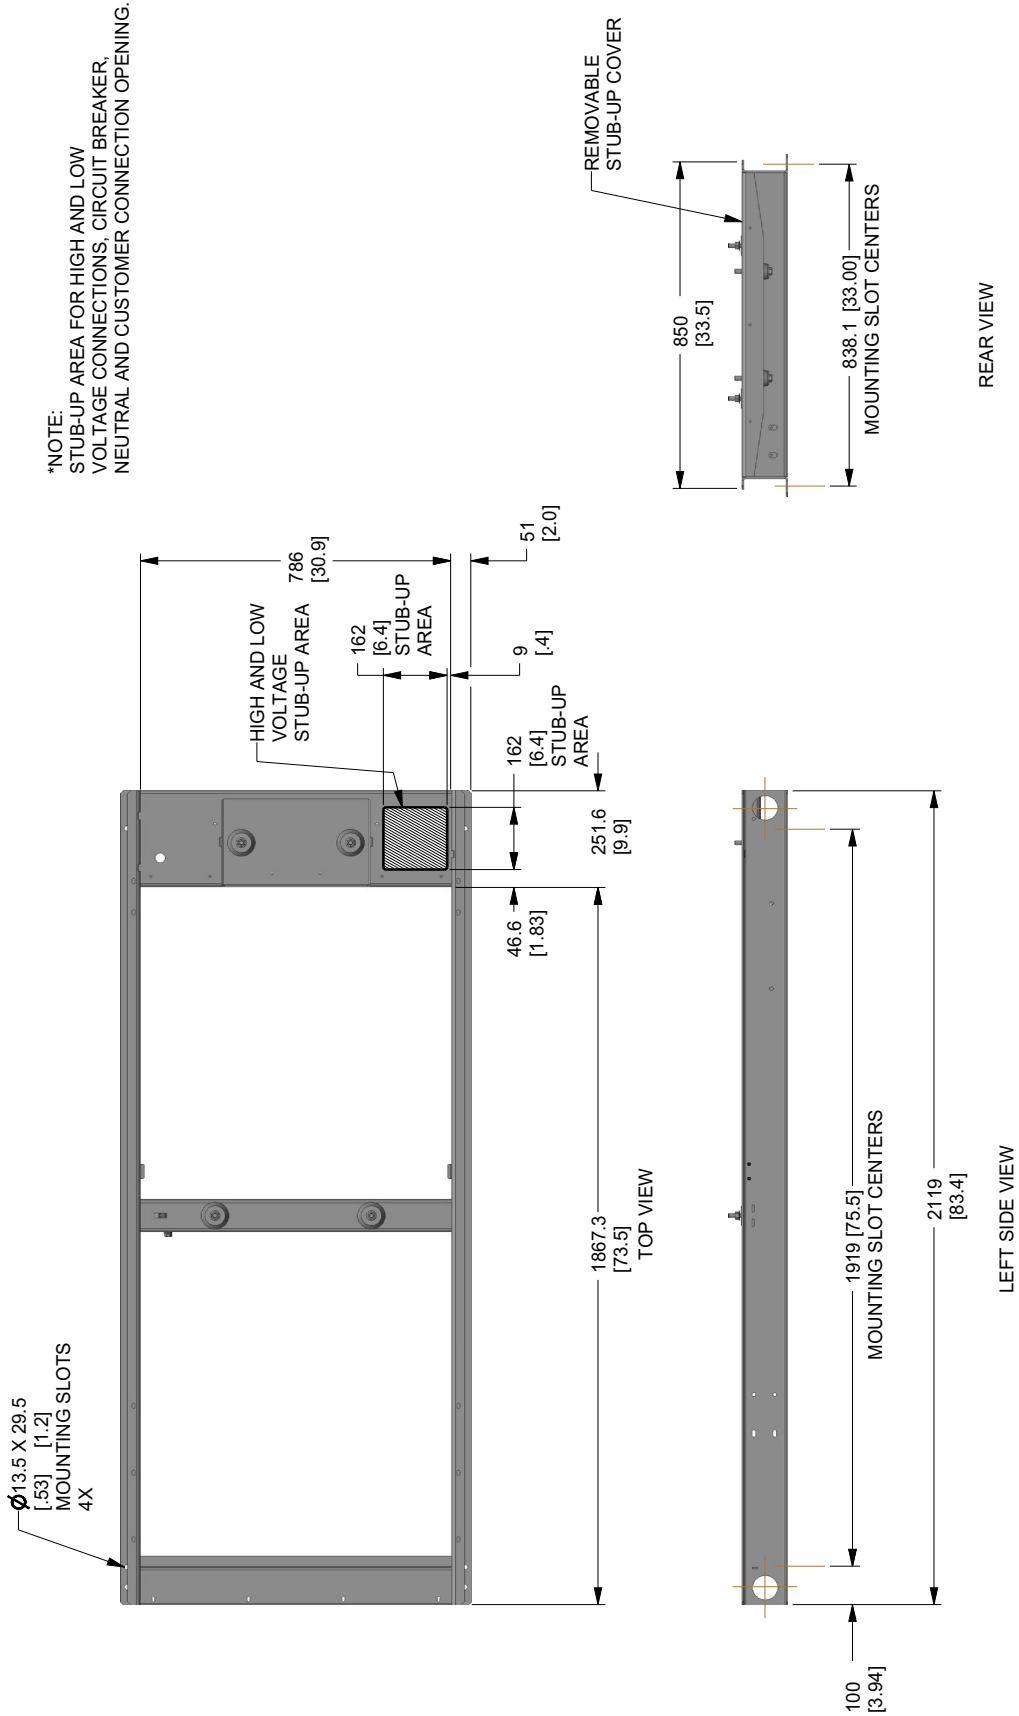 *NOTE:
STUB-UP AREA FOR HIGH AND LOW
VOLTAGE CONNECTIONS, CIRCUIT BREAKER,
NEUTRAL AND CUSTOMER CONNECTION OPENING.
Ø13.5 X 29.5
[.53] [1.2]
MOUNTING SLOTS
4X
HIGH AND LOW
VOLTAGE
STUB-UP AREA
786
[30.9]
162
[6.4]
STUB-UP
AREA
9
[.4]
51
[2.0]
162
[6.4]
STUB-UP
AREA
46.6
[1.83]
251.6
[9.9]
1867.3
[73.5]
TOP VIEW
REMOVABLE
STUB-UP COVER
850
[33.5]
838.1 [33.00]
MOUNTING SLOT CENTERS
REAR VIEW
1919 [75.5]
MOUNTING SLOT CENTERS
100
[3.94]
2119
[83.4]
LEFT SIDE VIEW